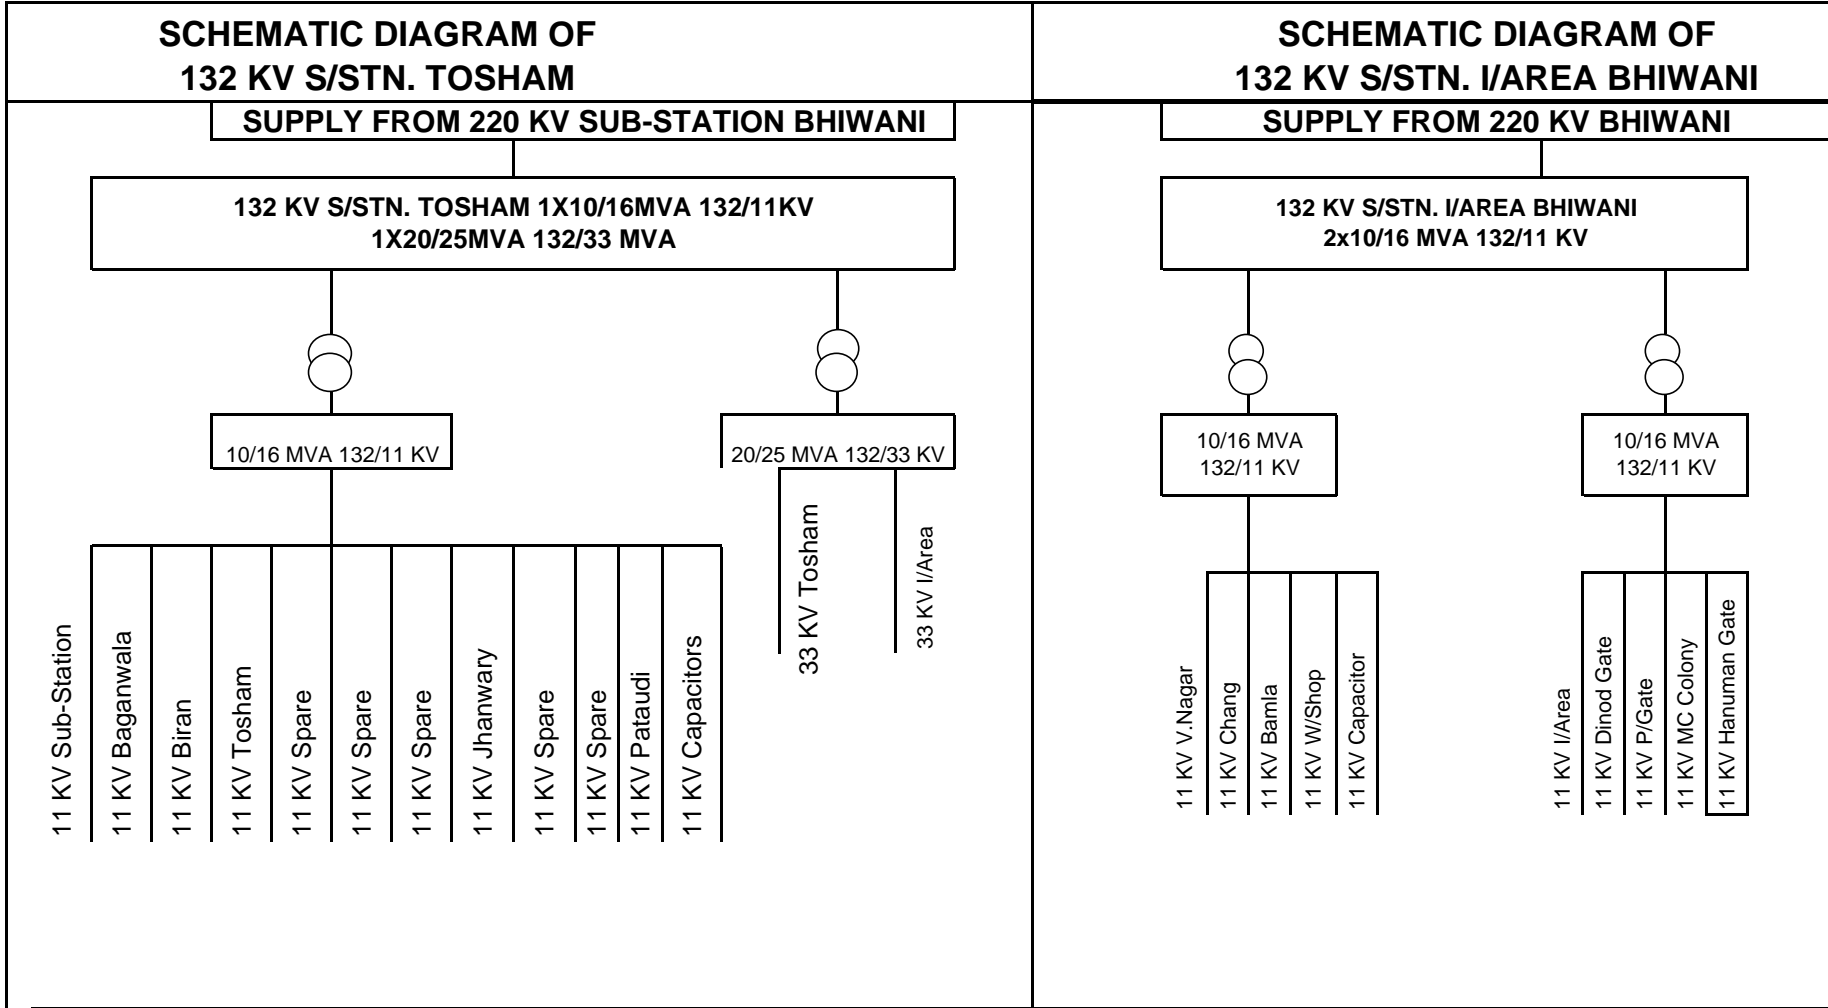 SCHEMATIC DIAGRAM OF
132 KV S/STN. TOSHAM
SUPPLY FROM 220 KV SUB-STATION BHIWANI
132 KV S/STN. TOSHAM 1X10/16MVA 132/11KV
1X20/25MVA 132/33 MVA
10/16 MVA 132/11 KV
20/25 MVA 132/33 KV
11 KV Sub-Station
11 KV Baganwala
11 KV Biran
11 KV Tosham
11 KV Spare
11 KV Spare
11 KV Spare
11 KV Jhanwary
11 KV Spare
11 KV Spare
11 KV Pataudi
11 KV Capacitors
33 KV Tosham
33 KV I/Area
SCHEMATIC DIAGRAM OF
132 KV S/STN. I/AREA BHIWANI
SUPPLY FROM 220 KV BHIWANI
132 KV S/STN. I/AREA BHIWANI
2x10/16 MVA 132/11 KV
10/16 MVA
132/11 KV
10/16 MVA
132/11 KV
11 KV V.Nagar
11 KV Chang
11 KV Bamla
11 KV W/Shop
11 KV Capacitor
11 KV I/Area
11 KV Dinod Gate
11 KV P/Gate
11 KV MC Colony
11 KV Hanuman Gate